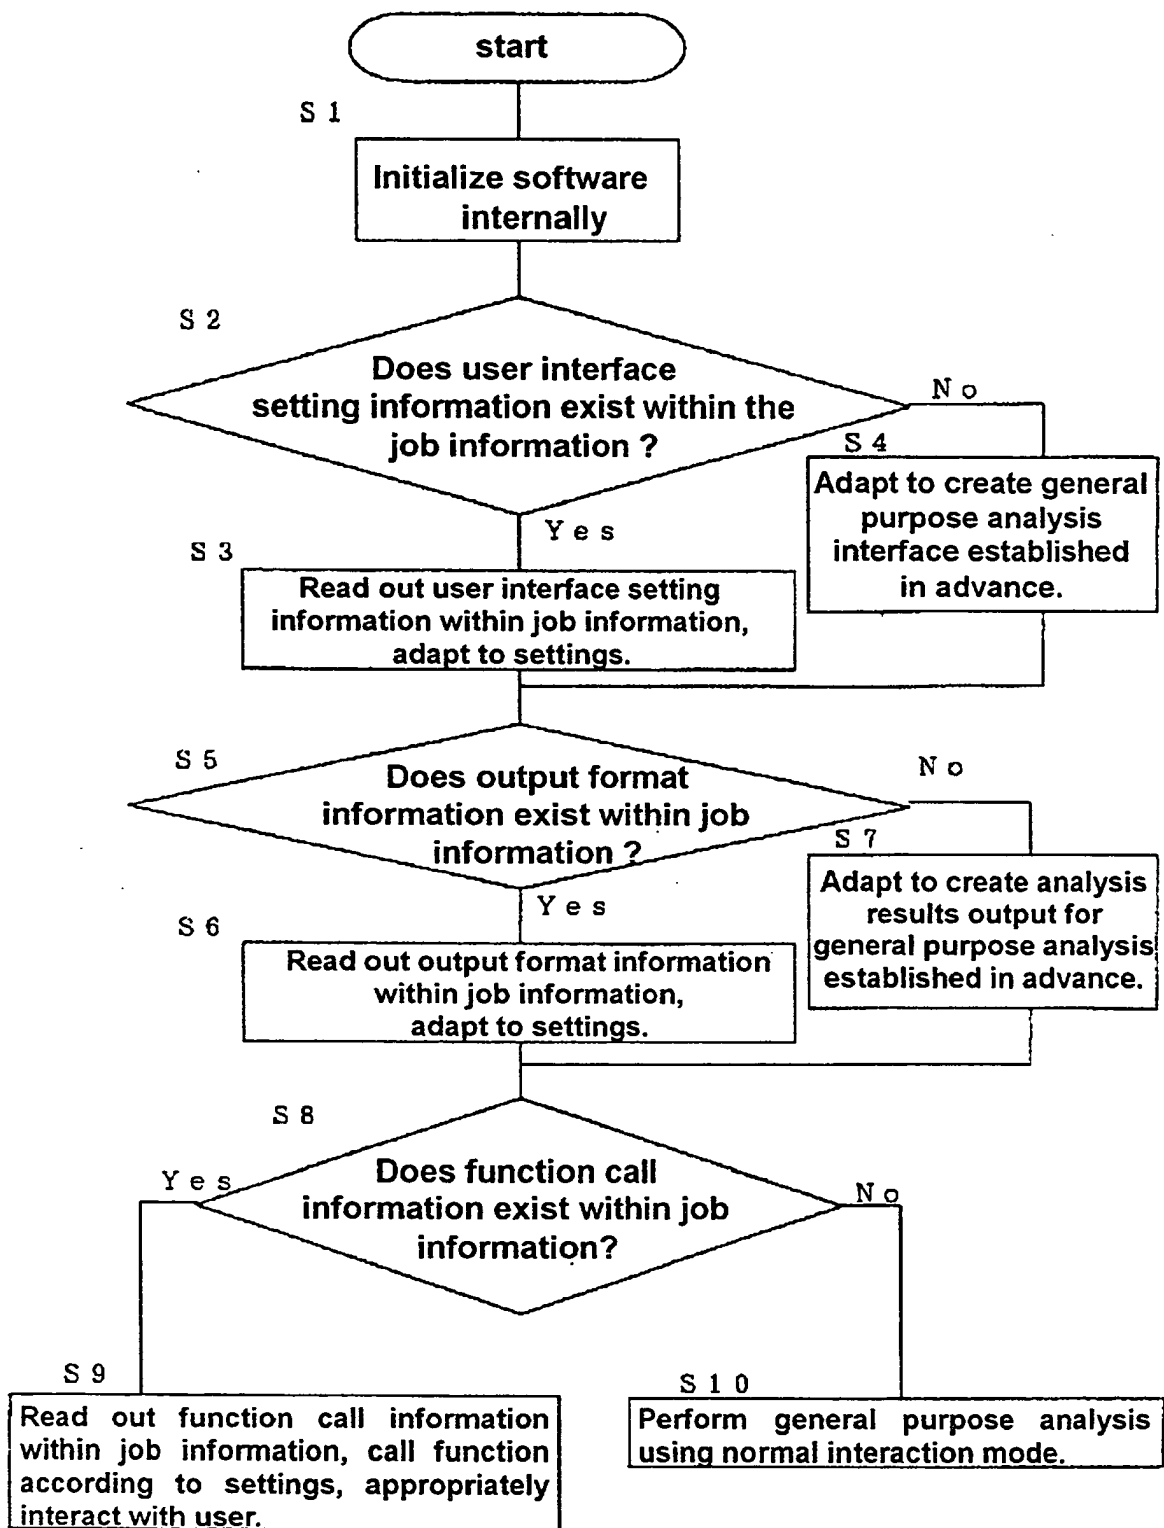 start
S 1
Initialize software
internally
S 2
Does user interface
setting information exist within the
job information ?
No
S 4
Adapt to create general
purpose analysis
interface established
in advance.
Yes
S 3
Read out user interface setting
information within job information,
adapt to settings.
S 5
Does output format
information exist within job
information ?
No
S 7
Adapt to create analysis
results output for
general purpose analysis
established in advance.
Yes
S 6
Read out output format information
within job information,
adapt to settings.
S 8
Does function call
information exist within job
information?
Yes
No
S 9
Read out function call information
within job information, call function
according to settings, appropriately
interact with user.
S 1 0
Perform general purpose analysis
using normal interaction mode.